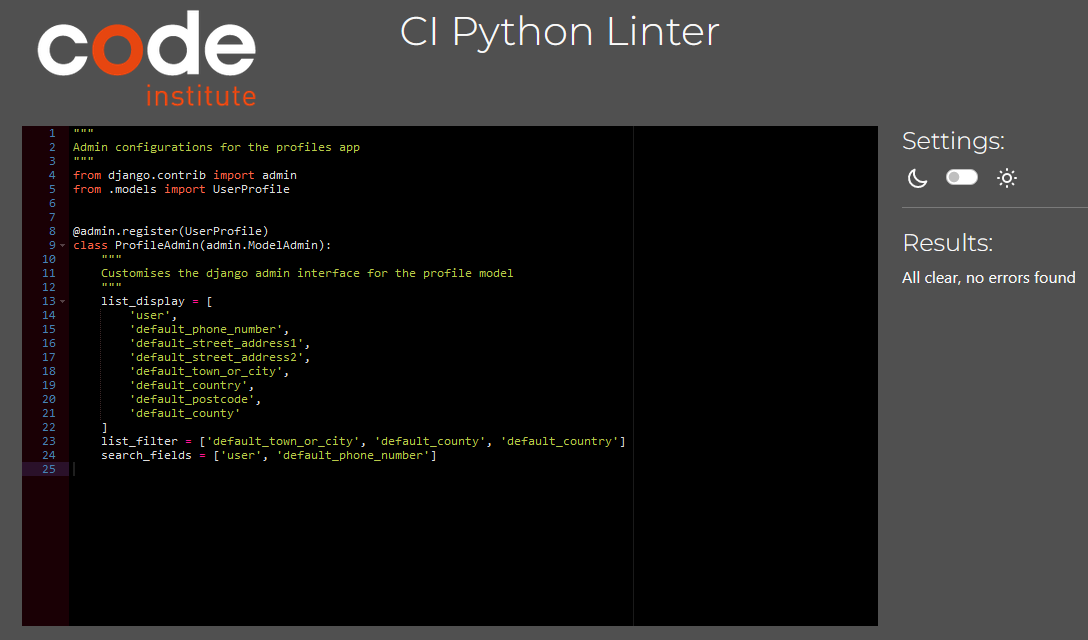 code
institute
CI Python Linter
1 """
2 Admin configurations for the profiles app
3 """
4 from django.contrib import admin
5 from .models import UserProfile
6
7
8 @admin.register(UserProfile)
9 class ProfileAdmin(admin.ModelAdmin):
10     """
11     Customises the django admin interface for the profile model
12     """
13     list_display = [
14         'user',
15         'default_phone_number',
16         'default_street_address1',
17         'default_street_address2',
18         'default_town_or_city',
19         'default_country',
20         'default_postcode',
21         'default_county'
22     ]
23     list_filter = ['default_town_or_city', 'default_county', 'default_country']
24     search_fields = ['user', 'default_phone_number']
25
Settings:
Results:
All clear, no errors found